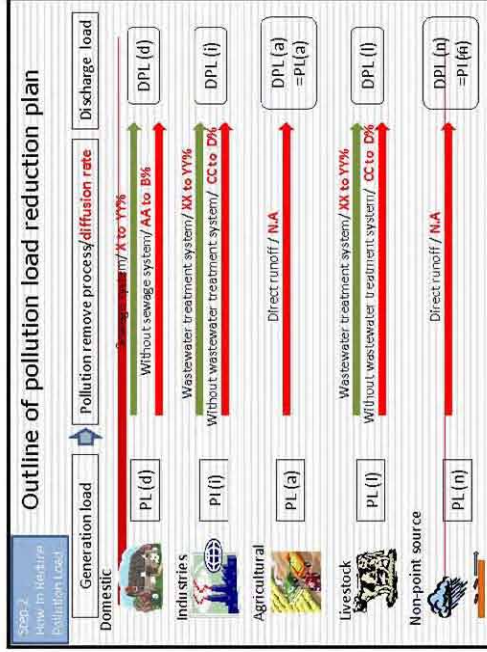 Step 2
How to Reduce
Pollution Load
Outline of pollution load reduction plan
Generation load
Pollution remove process/diffusion rate
Discharge load
Domestic
PL (d)
Sewage system/ X to YY%
Without sewage system/ AA to B%
DPL (d)
Industries
PI (i)
Wastewater treatment system/ XX to YY%
Without wastewater treatment system/ CC to D%
DPL (i)
Agricultural
PL (a)
Direct runoff / N.A
DPL (a)
=PL(a)
Livestock
PL (l)
Wastewater treatment system/ XX to YY%
Without wastewater treatment system/ CC to D%
DPL (l)
Non-point source
PL (n)
Direct runoff / N.A
DPL (n)